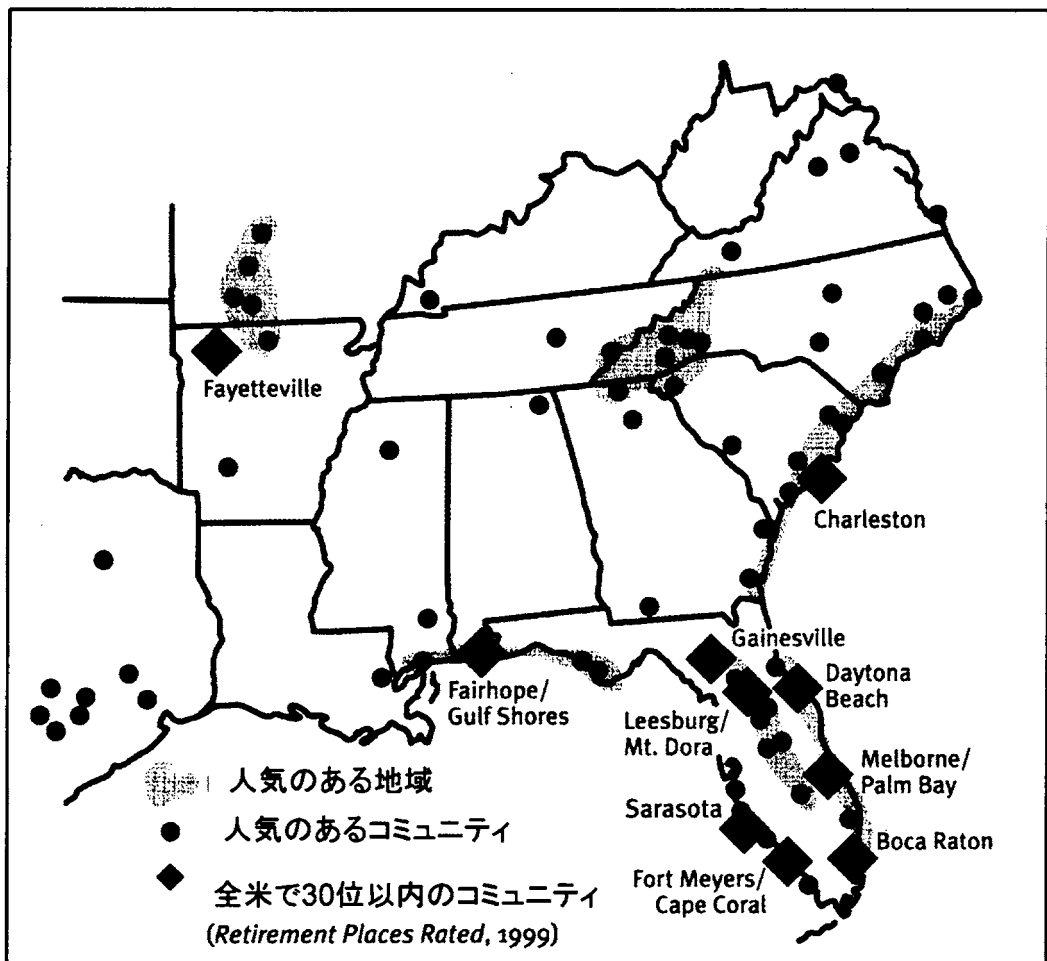 Fayetteville
Charleston
Gainesville
Daytona
Beach
Fairhope/
Gulf Shores
Leesburg/
Mt. Dora
Melborne/
Palm Bay
Sarasota
Boca Raton
Fort Meyers/
Cape Coral
人気のある地域
人気のあるコミュニティ
全米で30位以内のコミュニティ
(Retirement Places Rated, 1999)